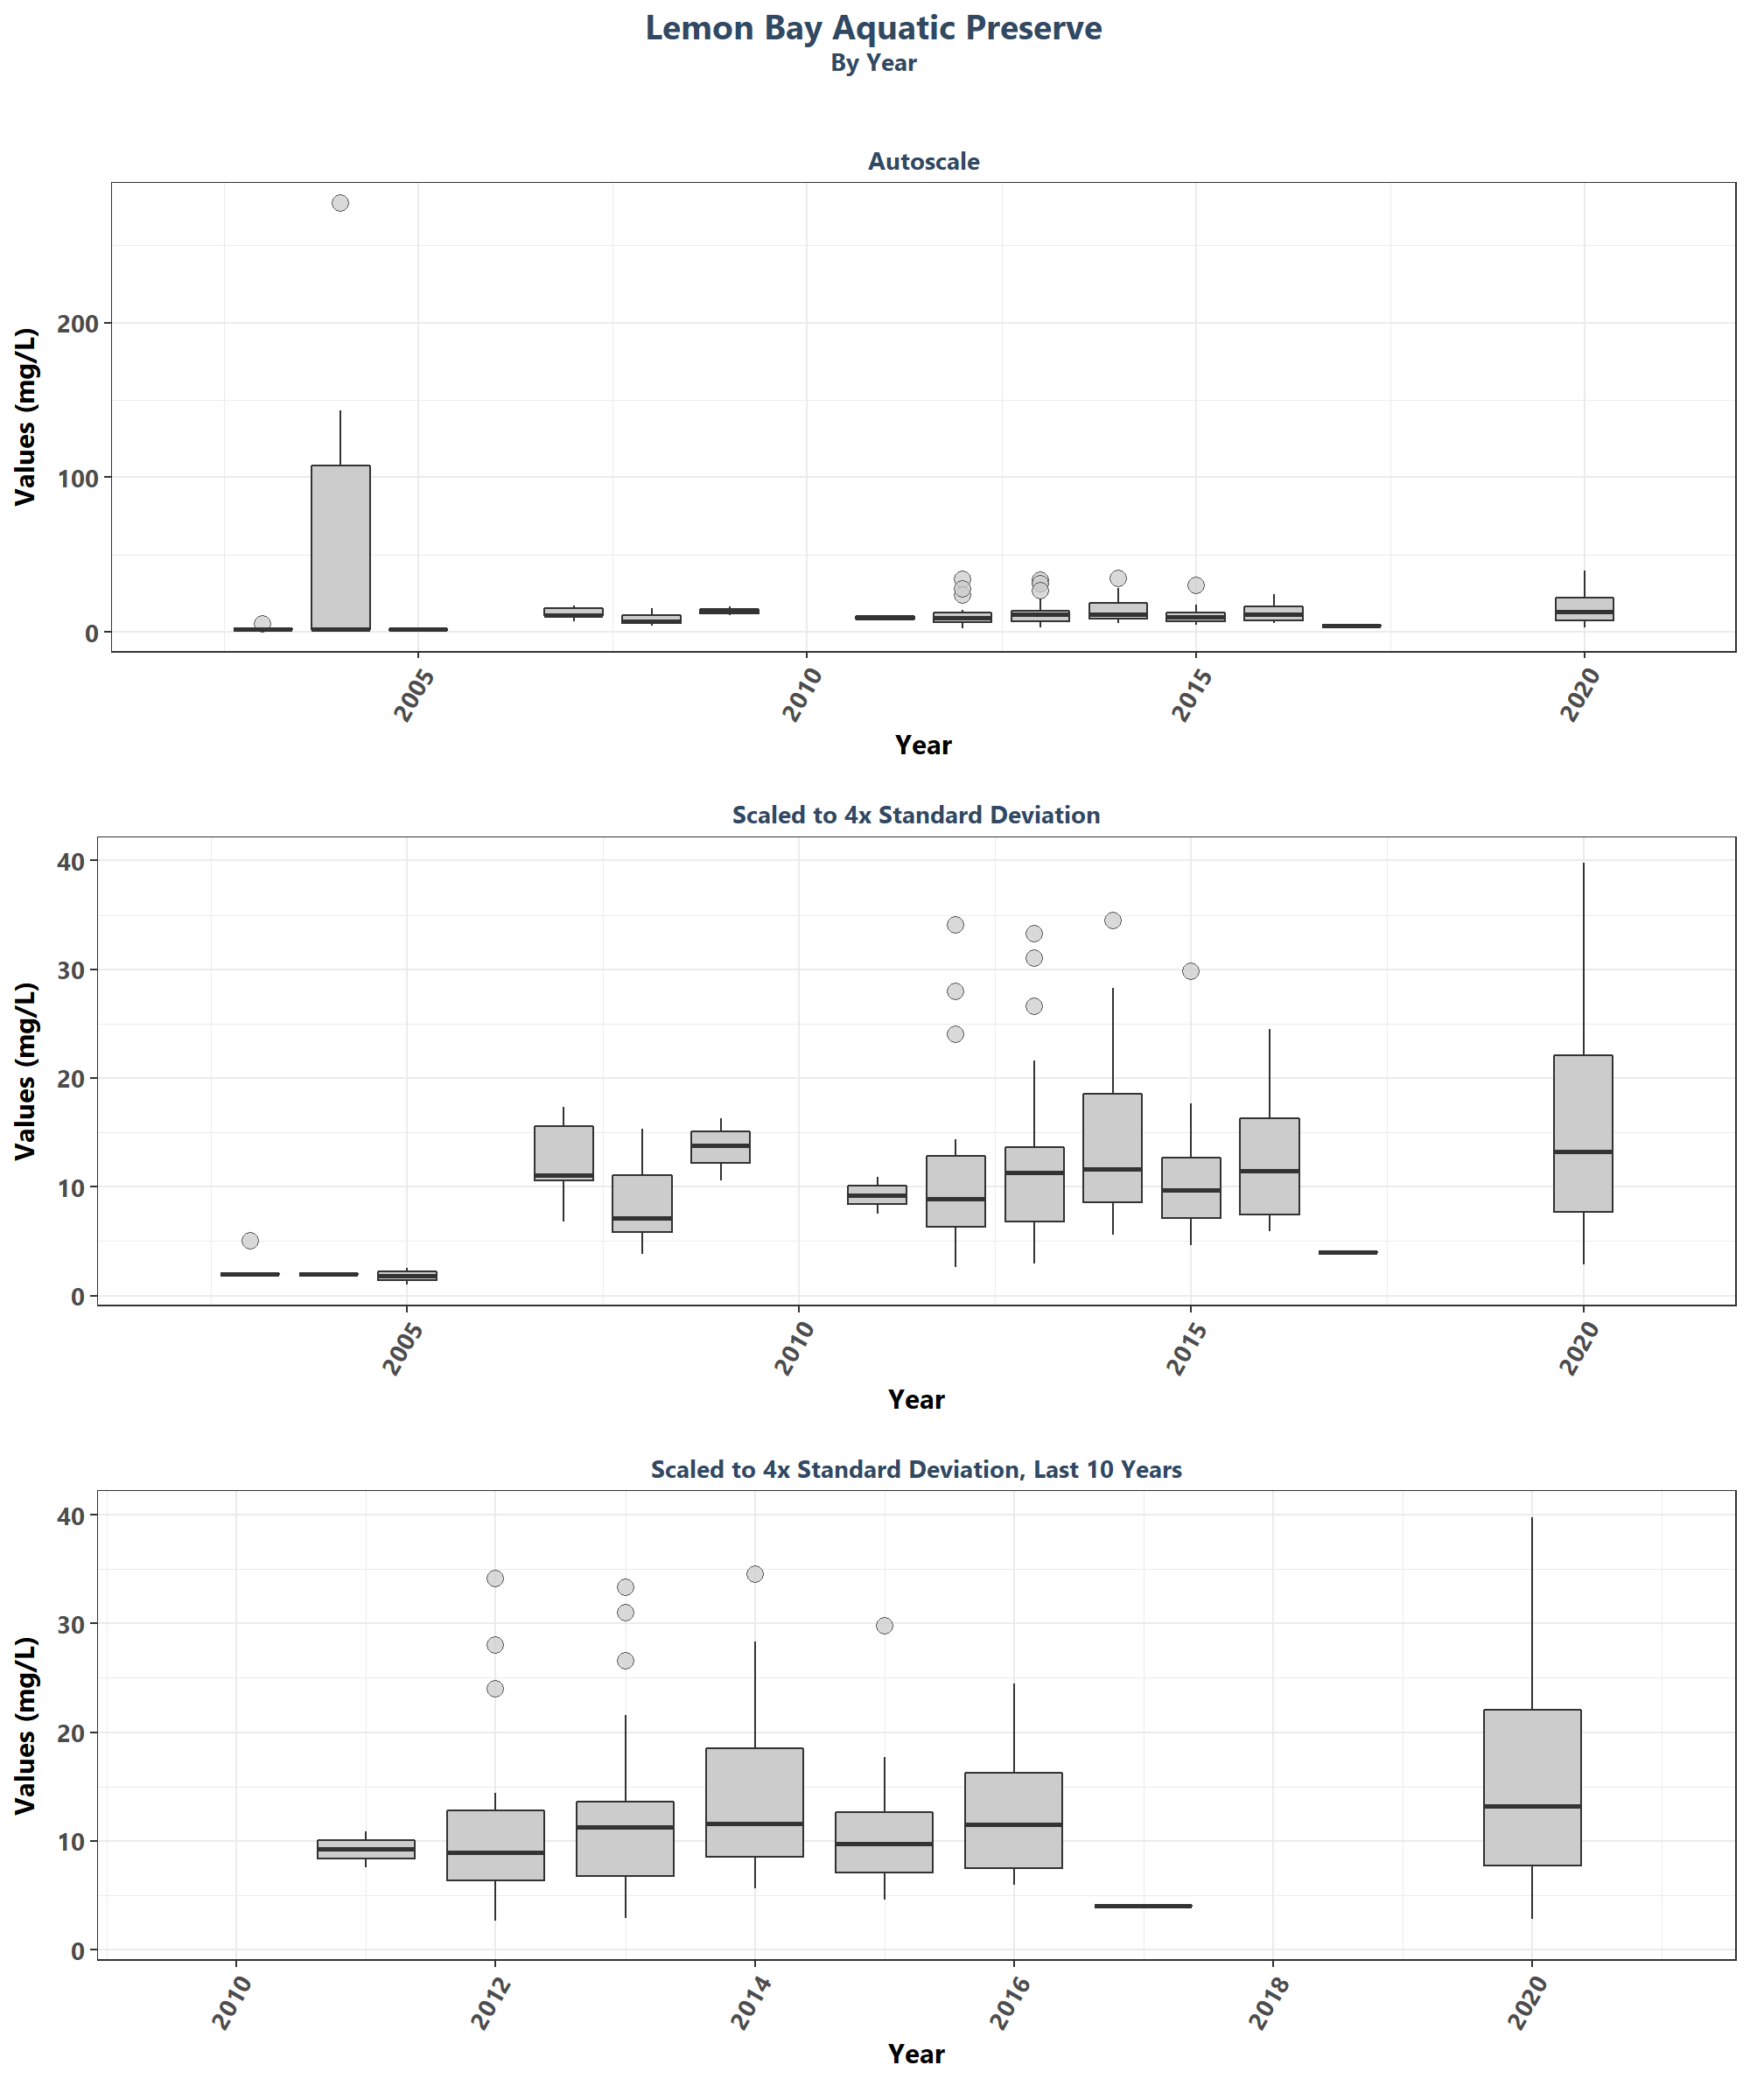 Lemon Bay Aquatic Preserve
By Year
Autoscale
Values (mg/L)
200
100
0
2005
2010
2015
2020
Year
Scaled to 4x Standard Deviation
Values (mg/L)
40
30
20
10
0
2005
2010
2015
2020
Year
Scaled to 4x Standard Deviation, Last 10 Years
Values (mg/L)
40
30
20
10
0
2010
2012
2014
2016
2018
2020
Year